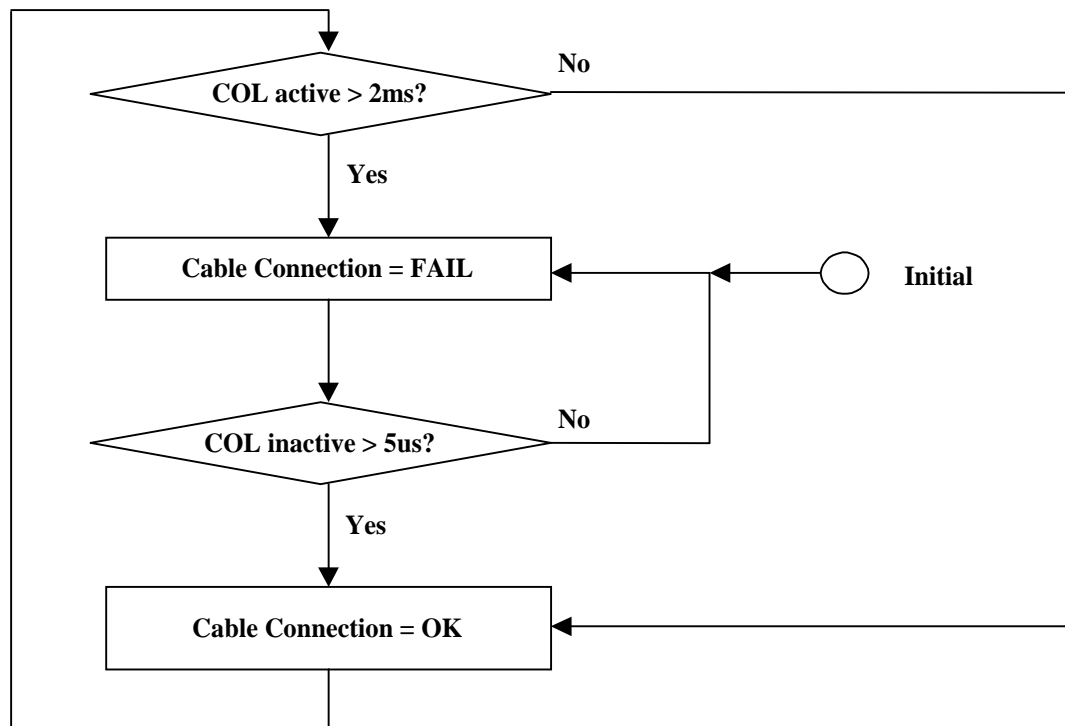 No
COL active > 2ms?
Yes
Cable Connection = FAIL
Initial
No
COL inactive > 5us?
Yes
Cable Connection = OK